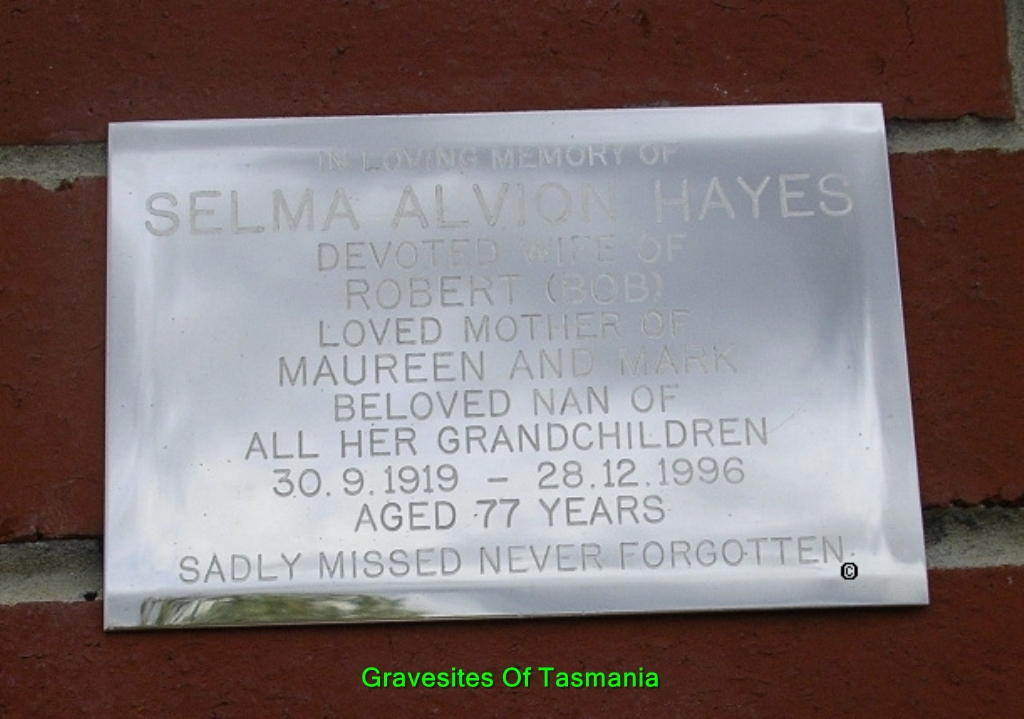 IN LOVING MEMORY OF
SELMA ALVION HAYES
DEVOTED WIFE OF
ROBERT (BOB)
LOVED MOTHER OF
MAUREEN AND MARK
BELOVED NAN OF
ALL HER GRANDCHILDREN
30.9.1919 – 28.12.1996
AGED 77 YEARS
SADLY MISSED NEVER FORGOTTEN.
©
Gravesites Of Tasmania